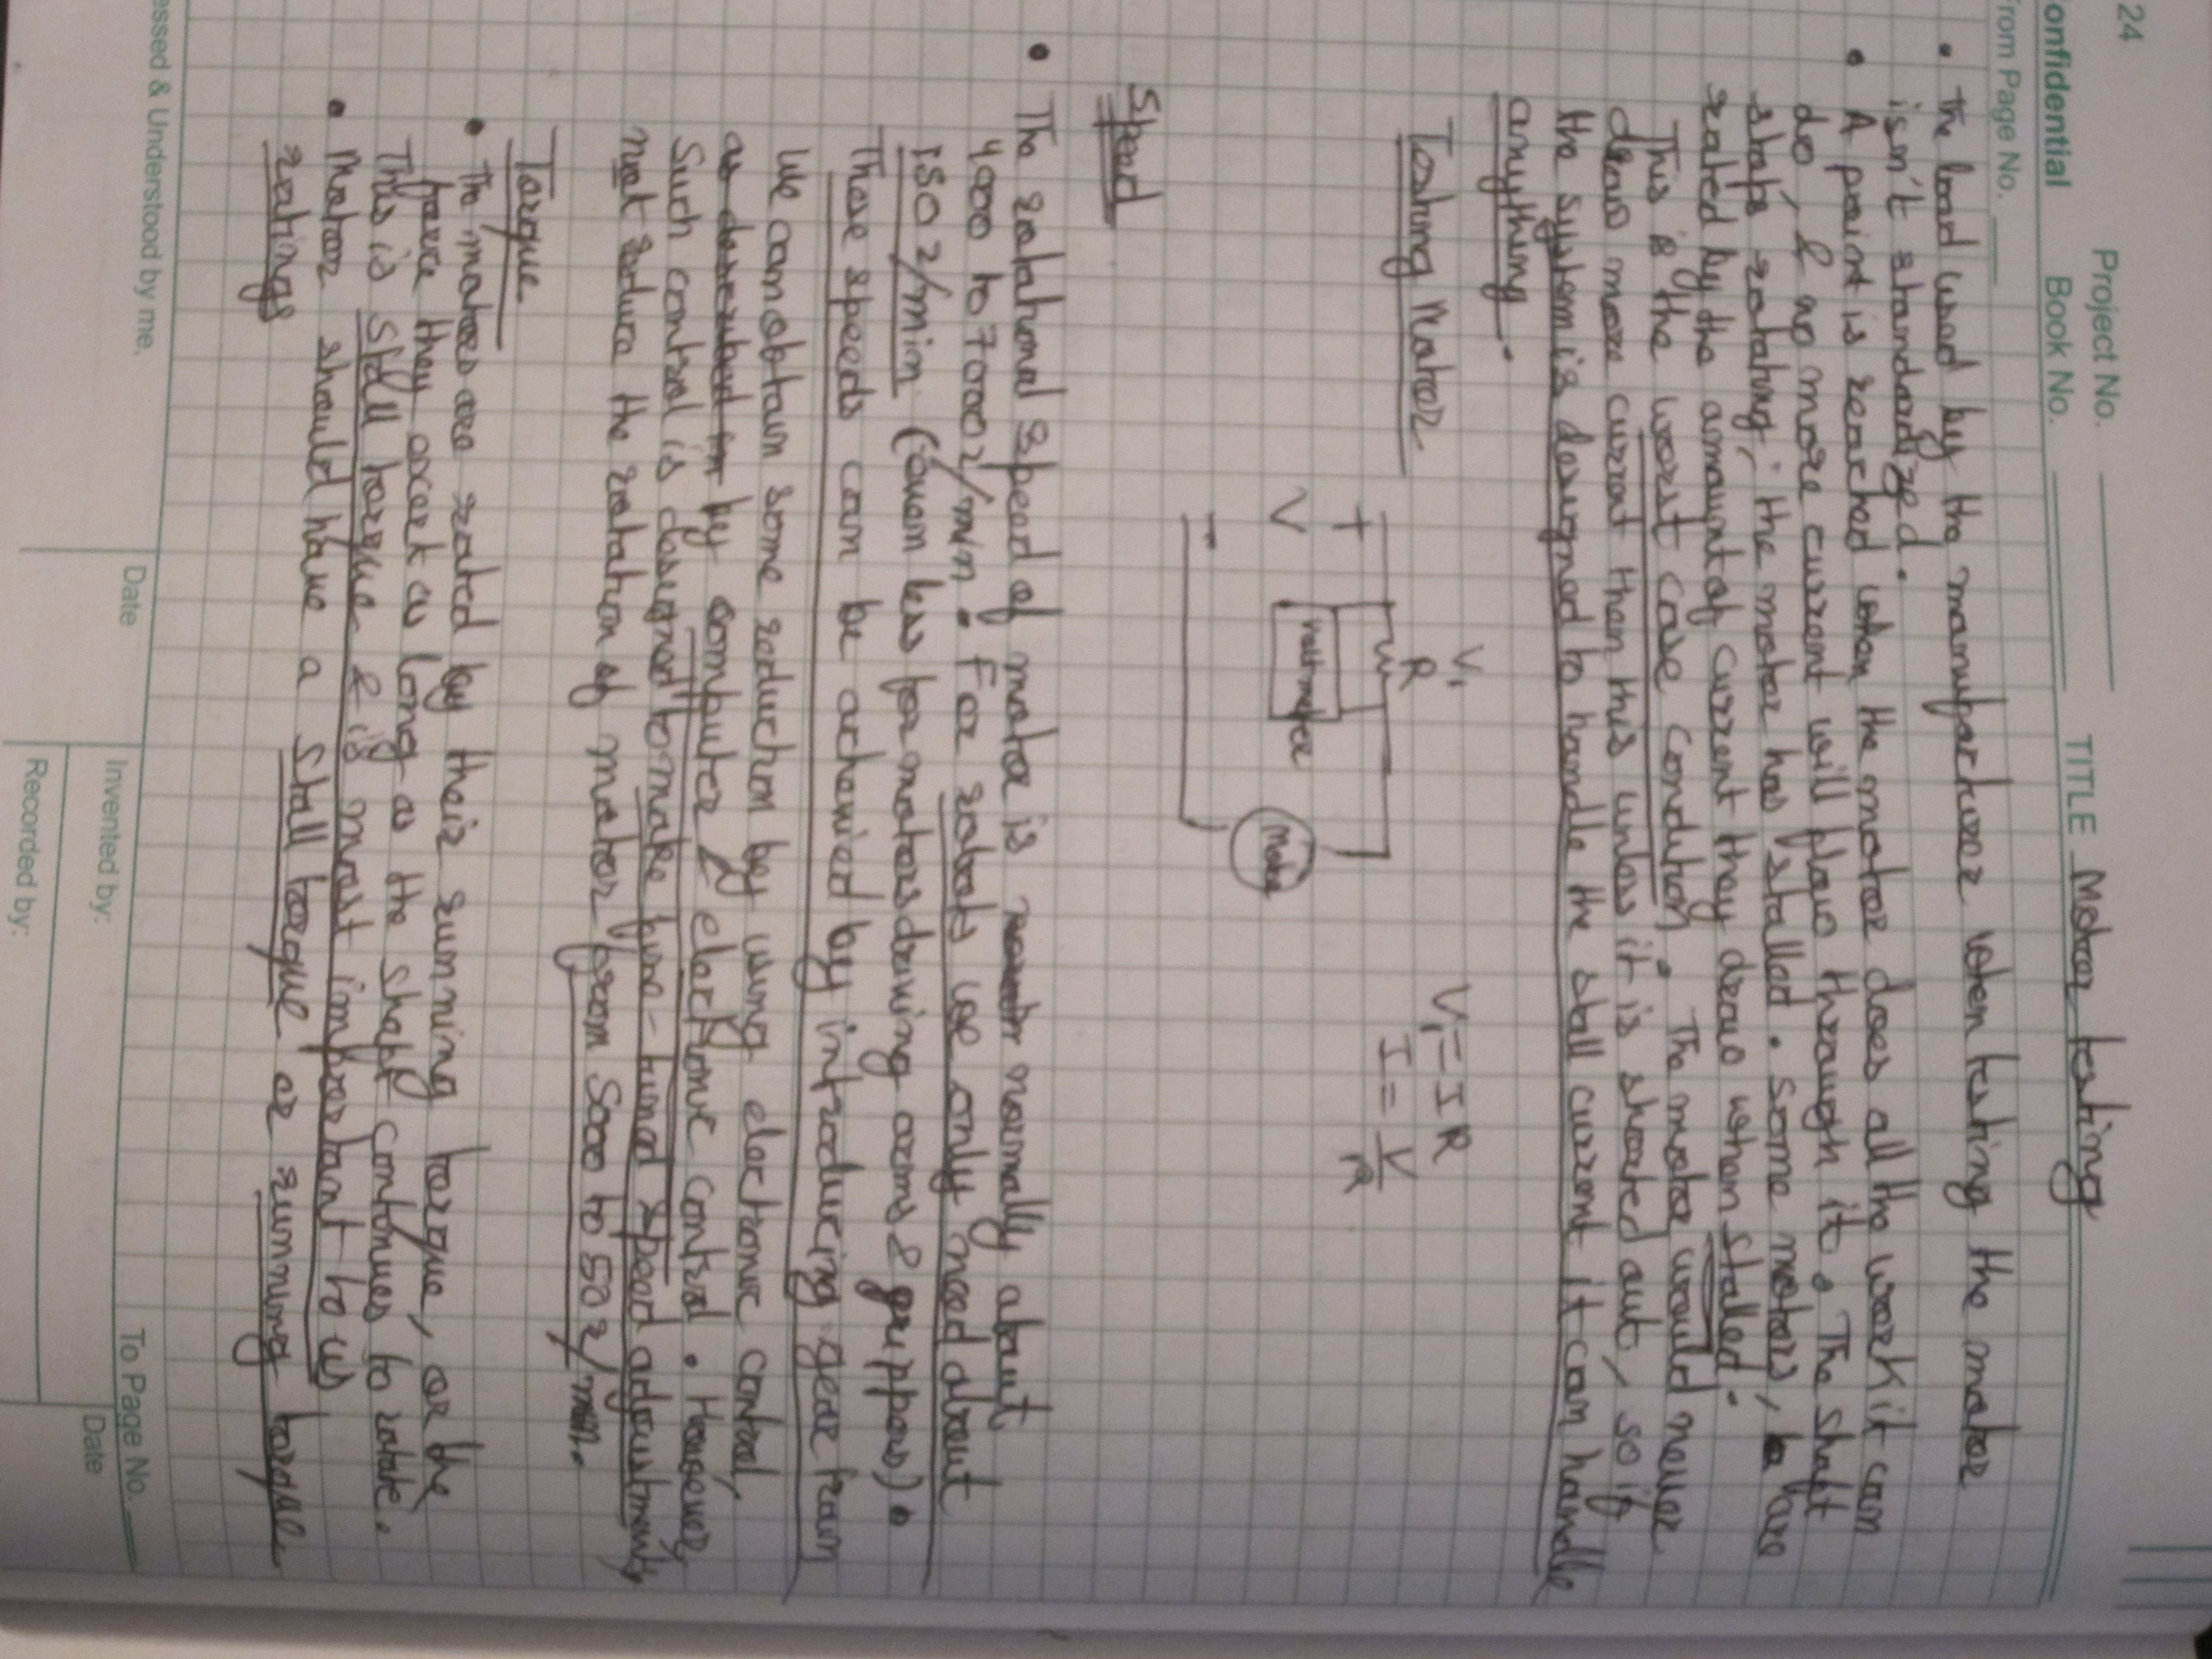 24
Project No.
onfidential
Book No.
TITLE Motor testing
From Page No.
• The load used by the manufacturer when testing the motor
isn't standardized.
• A point is reached when the motor does all the work it can
do, & no more current will flow through it. The shaft
stops rotating; the motor has stalled. Some motors, are
rated by the amount of current they draw when stalled.
This is the worst case condition. The motor would never
draw more current than this unless it is shorted out, so if
the system is designed to handle the stall current it can handle
anything.
Testing Motor
V₁
R
V₁ = IR
I = V/R
+
V
-
Voltmeter
Motor
Speed
• The rotational speed of motor is normally about
4000 to 7000 r/min. For robots we only need about
150 r/min (even less for motors driving arms & grippers).
These speeds can be acheived by introducing gear train
We can obtain some reduction by using electronic control,
as described in by computer & electronic control. However,
such control is designed to make fine-tuned speed adjustments
not reduce the rotation of motor from 5000 to 50 r/min.
Torque
• The motors are rated by their running torque, or the
force they exert as long as the shaft continues to rotate.
This is stall torque & is most important to us
• Motor should have a stall torque or running torque
ratings
essed & Understood by me,
Date
Invented by:
Recorded by:
To Page No.
Date